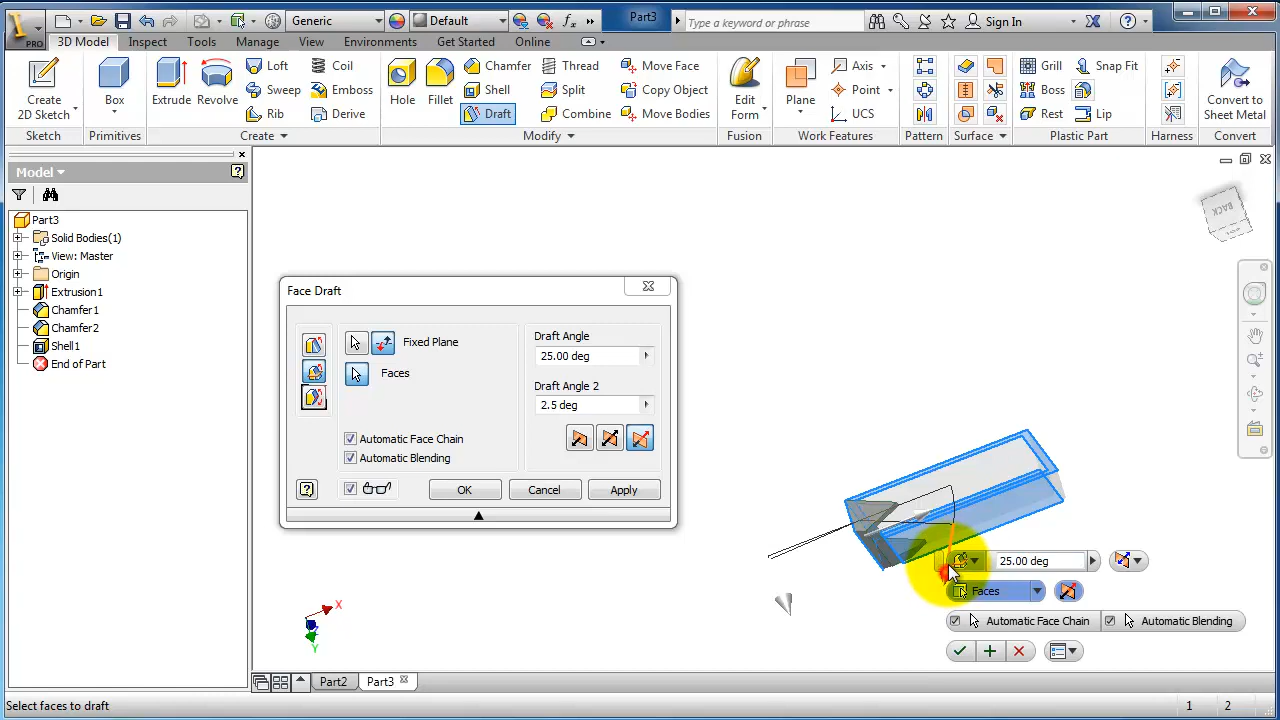 PRO
Generic
Default
fx
Part3
Type a keyword or phrase
Sign In
3D Model
Inspect
Tools
Manage
View
Environments
Get Started
Online
Create
2D Sketch
Sketch
Box
Primitives
Extrude
Revolve
Loft
Sweep
Rib
Coil
Emboss
Derive
Create
Hole
Fillet
Chamfer
Shell
Draft
Thread
Split
Combine
Move Face
Copy Object
Move Bodies
Modify
Edit
Form
Fusion
Plane
Axis
Point
UCS
Work Features
Pattern
Surface
Grill
Boss
Rest
Snap Fit
Lip
Plastic Part
Harness
Convert to
Sheet Metal
Convert
Model
Part3
Solid Bodies(1)
View: Master
Origin
Extrusion1
Chamfer1
Chamfer2
Shell1
End of Part
BACK
Face Draft
Fixed Plane
Faces
Automatic Face Chain
Automatic Blending
Draft Angle
25.00 deg
Draft Angle 2
2.5 deg
OK
Cancel
Apply
25.00 deg
Faces
Automatic Face Chain
Automatic Blending
X
Z
Y
Part2
Part3
Select faces to draft
1
2